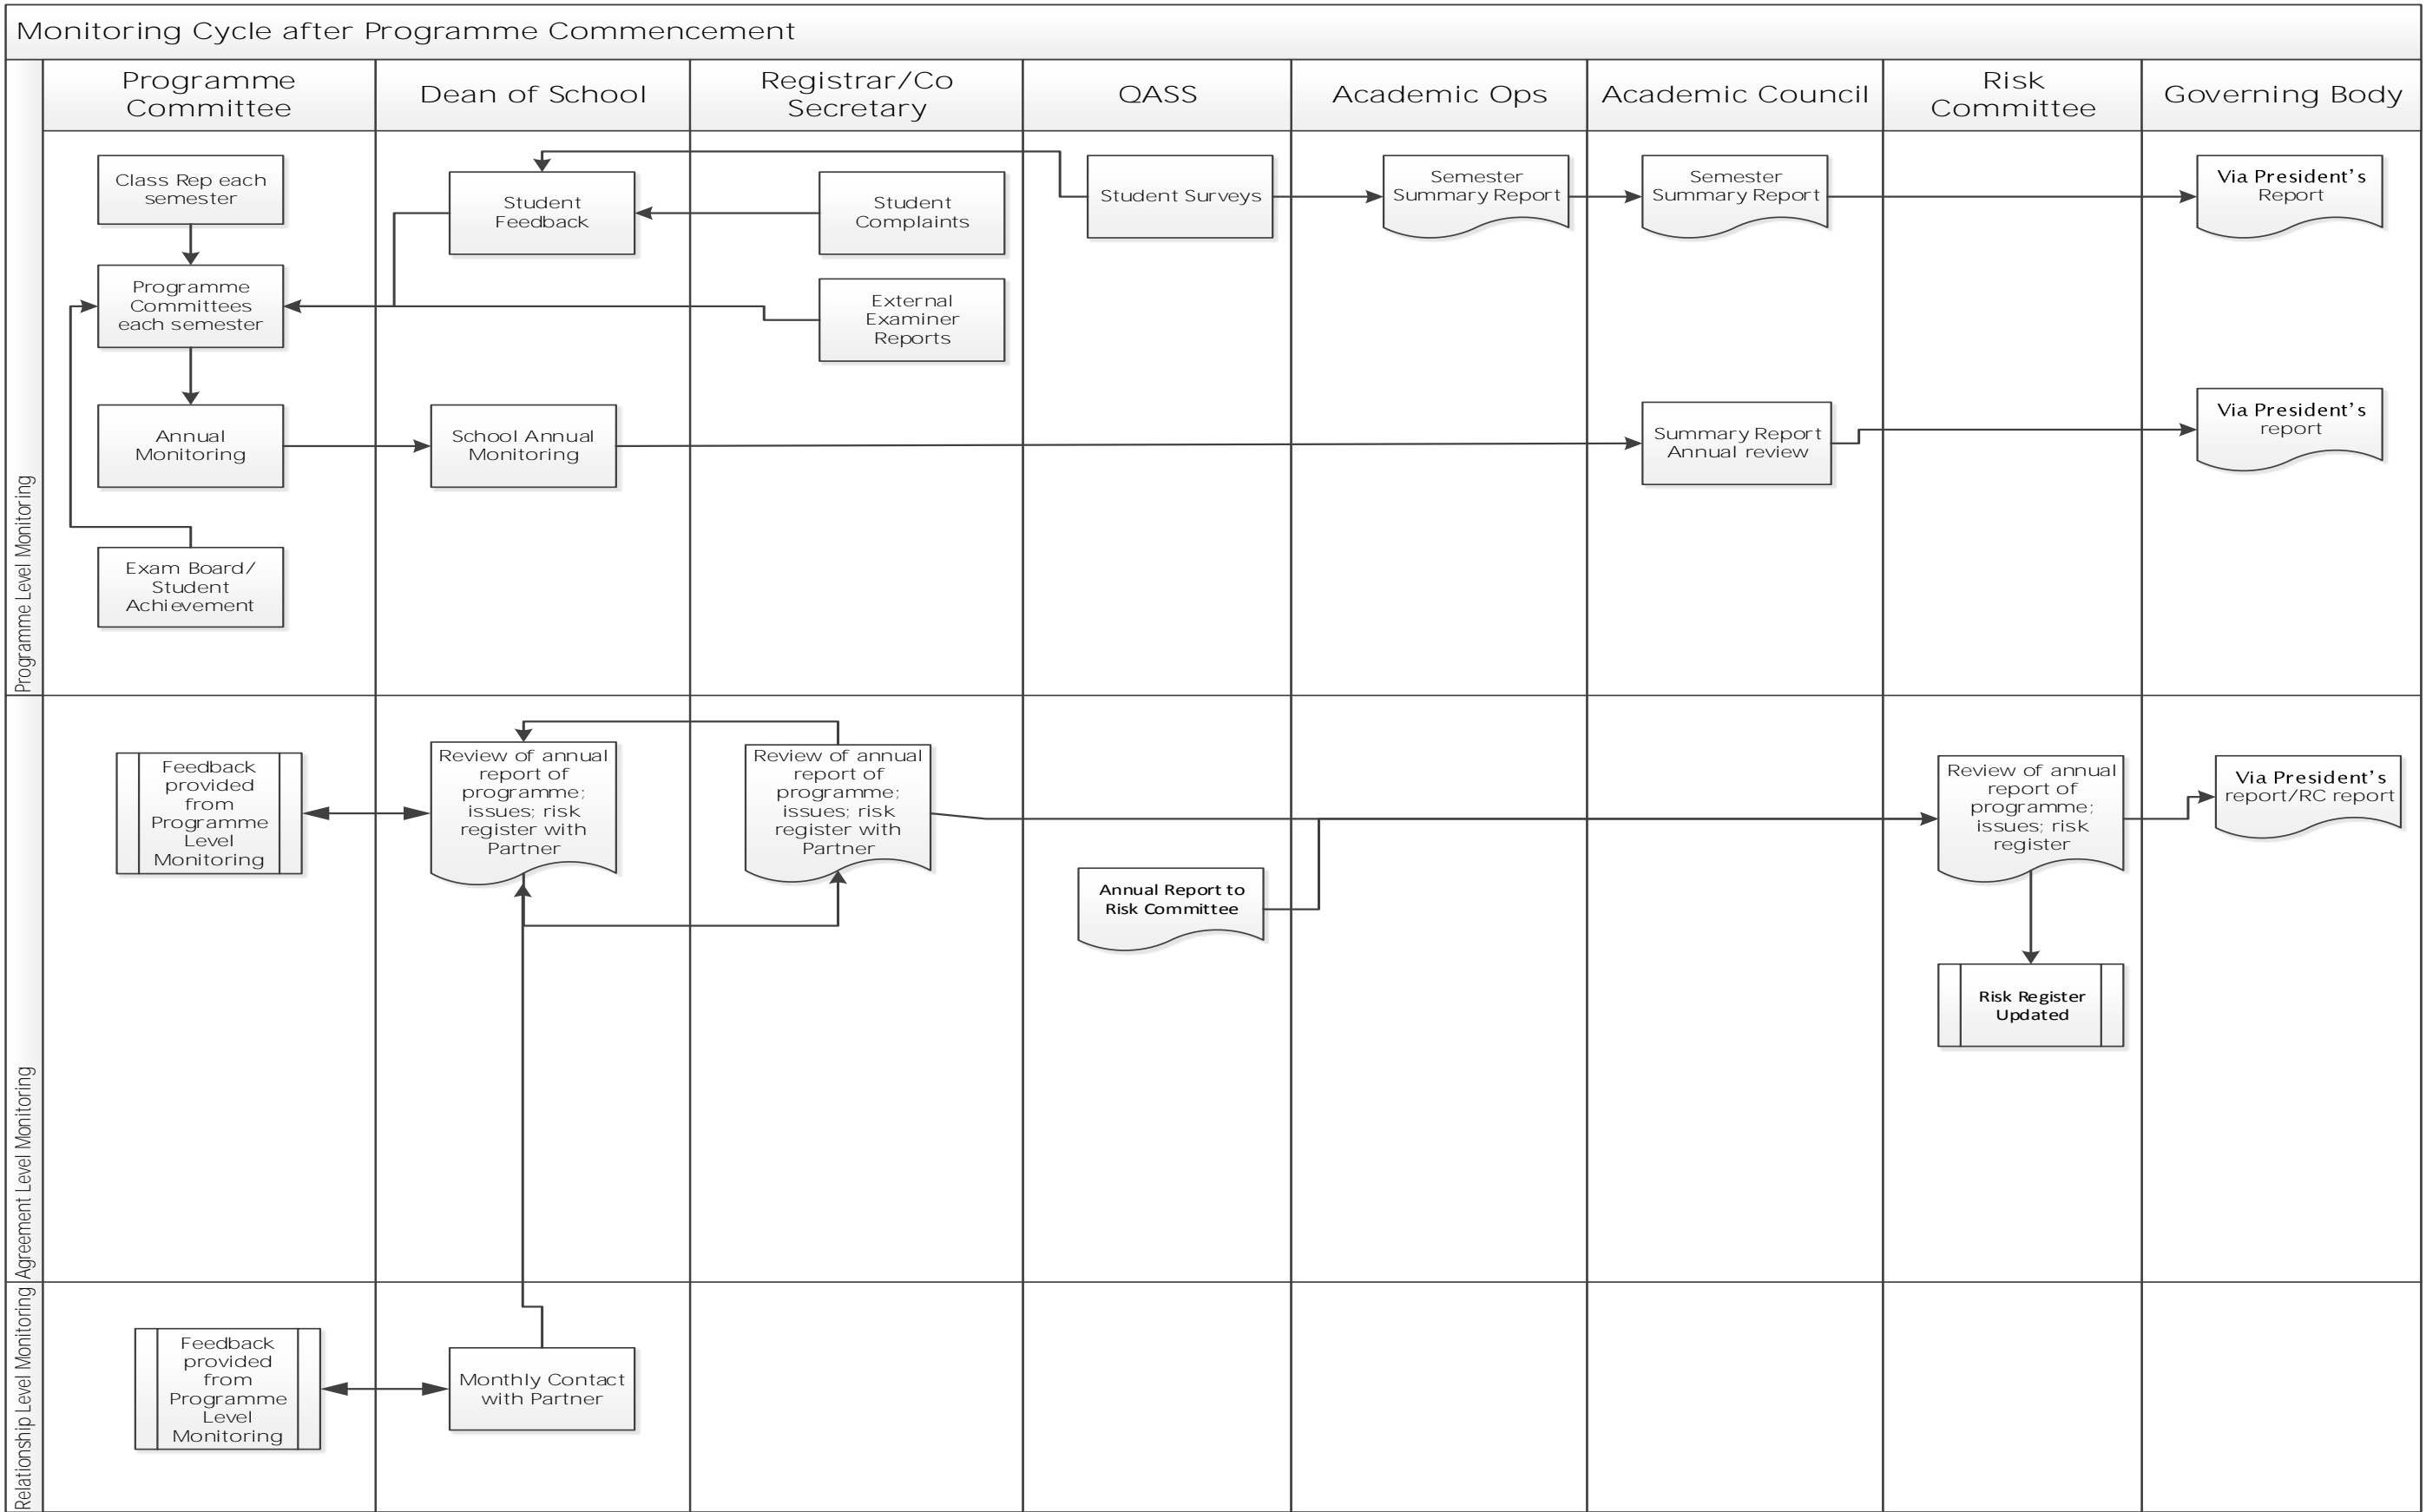 Monitoring Cycle after Programme Commencement
Programme
Committee
Dean of School
Registrar/Co
Secretary
QASS
Academic Ops
Academic Council
Risk
Committee
Governing Body
Programme Level Monitoring
Class Rep each
semester
Student
Feedback
Student
Complaints
Student Surveys
Semester
Summary Report
Semester
Summary Report
Via President's
Report
Programme
Committees
each semester
External
Examiner
Reports
Annual
Monitoring
School Annual
Monitoring
Summary Report
Annual review
Via President's
report
Exam Board/
Student
Achievement
Agreement Level Monitoring
Feedback
provided
from
Programme
Level
Monitoring
Review of annual
report of
programme;
issues; risk
register with
Partner
Review of annual
report of
programme;
issues; risk
register with
Partner
Annual Report to
Risk Committee
Review of annual
report of
programme;
issues; risk
register
Via President's
report/RC report
Risk Register
Updated
Relationship Level Monitoring
Feedback
provided
from
Programme
Level
Monitoring
Monthly Contact
with Partner